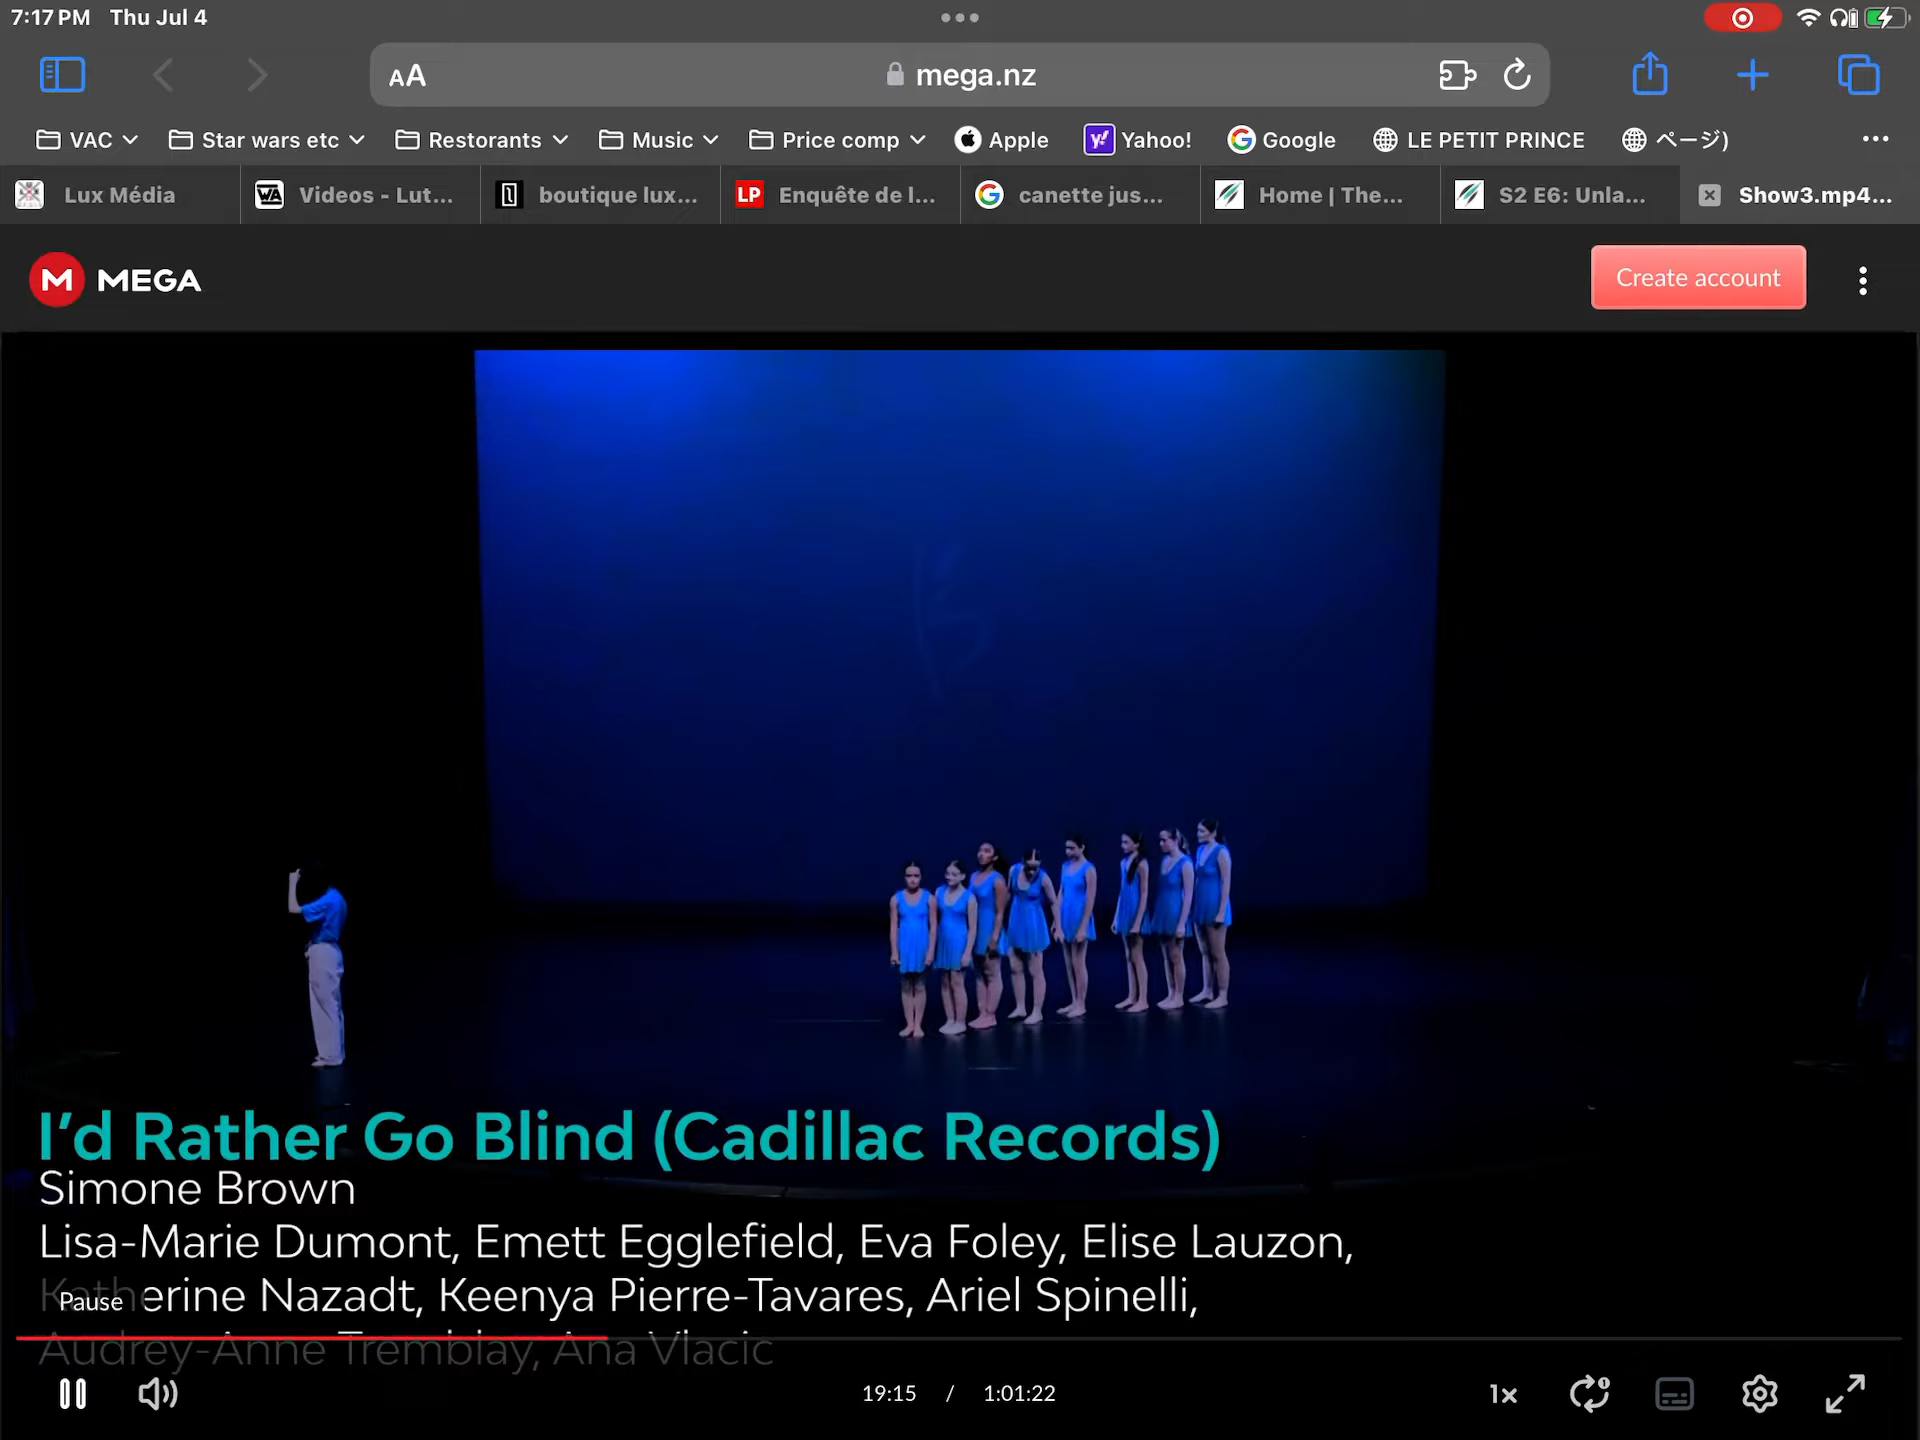 7:17 PM Thu Jul 4
AA mega.nz
VAC Star wars etc Restorants Music Price comp Apple Yahoo! Google LE PETIT PRINCE ページ)
Lux Média Videos - Lut... boutique lux... LP Enquête de l... canette jus... Home | The... S2 E6: Unla... Show3.mp4...
M MEGA Create account
I'd Rather Go Blind (Cadillac Records)
Simone Brown
Lisa-Marie Dumont, Emett Egglefield, Eva Foley, Elise Lauzon,
Katherine Nazadt, Keenya Pierre-Tavares, Ariel Spinelli,
Pause
Audrey-Anne Tremblay, Ana Vlacic
19:15 / 1:01:22 1x